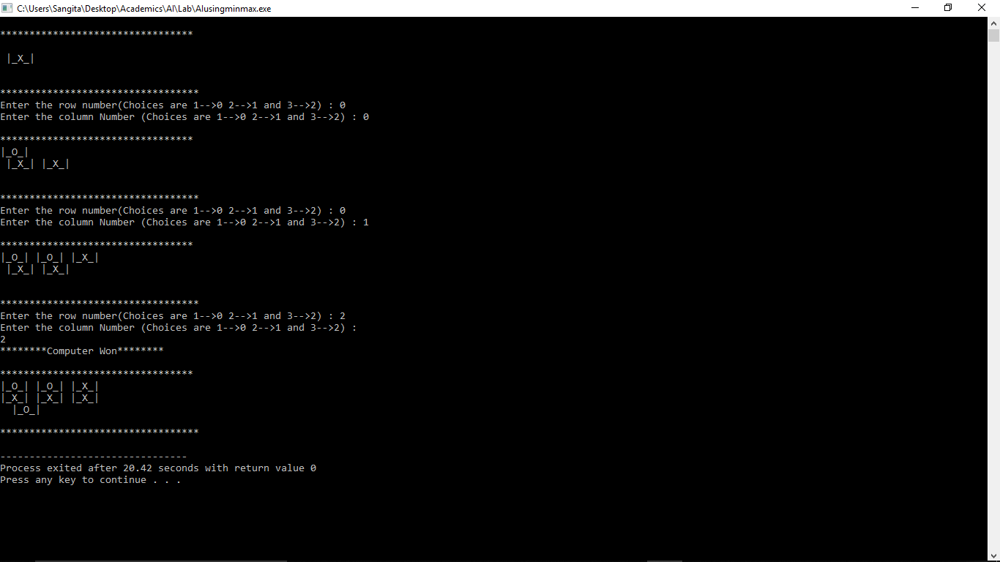 C:\Users\Sangita\Desktop\Academics\AI\Lab\AIusingminmax.exe
*********************************
 |_X_|
**********************************
Enter the row number(Choices are 1-->0 2-->1 and 3-->2) : 0
Enter the column Number (Choices are 1-->0 2-->1 and 3-->2) : 0
*********************************
|_O_|
 |_X_| |_X_|
**********************************
Enter the row number(Choices are 1-->0 2-->1 and 3-->2) : 0
Enter the column Number (Choices are 1-->0 2-->1 and 3-->2) : 1
*********************************
|_O_| |_O_| |_X_|
 |_X_| |_X_|
**********************************
Enter the row number(Choices are 1-->0 2-->1 and 3-->2) : 2
Enter the column Number (Choices are 1-->0 2-->1 and 3-->2) :
2
********Computer Won********
*********************************
|_O_| |_O_| |_X_|
|_X_| |_X_| |_X_|
  |_O_|
**********************************
--------------------------------
Process exited after 20.42 seconds with return value 0
Press any key to continue . . .